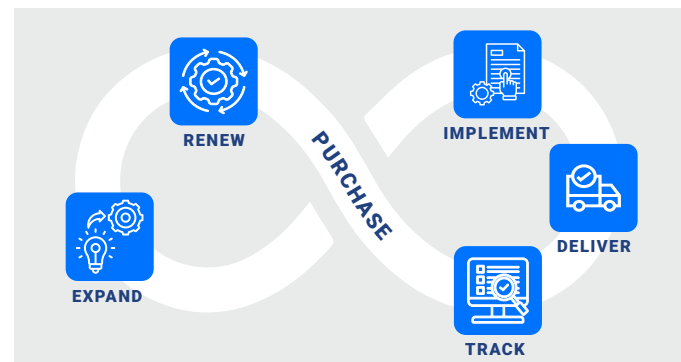 RENEW
PURCHASE
IMPLEMENT
DELIVER
EXPAND
TRACK